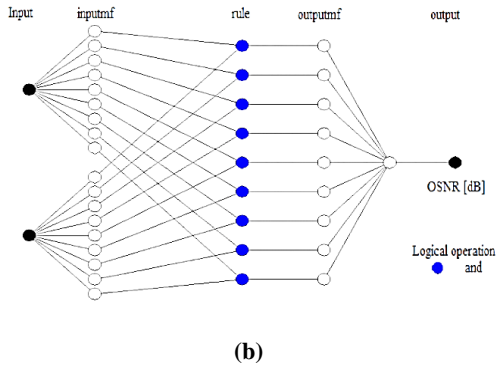 Input inputmf rule outputmf output
OSNR [dB]
Logical operation
and
(b)